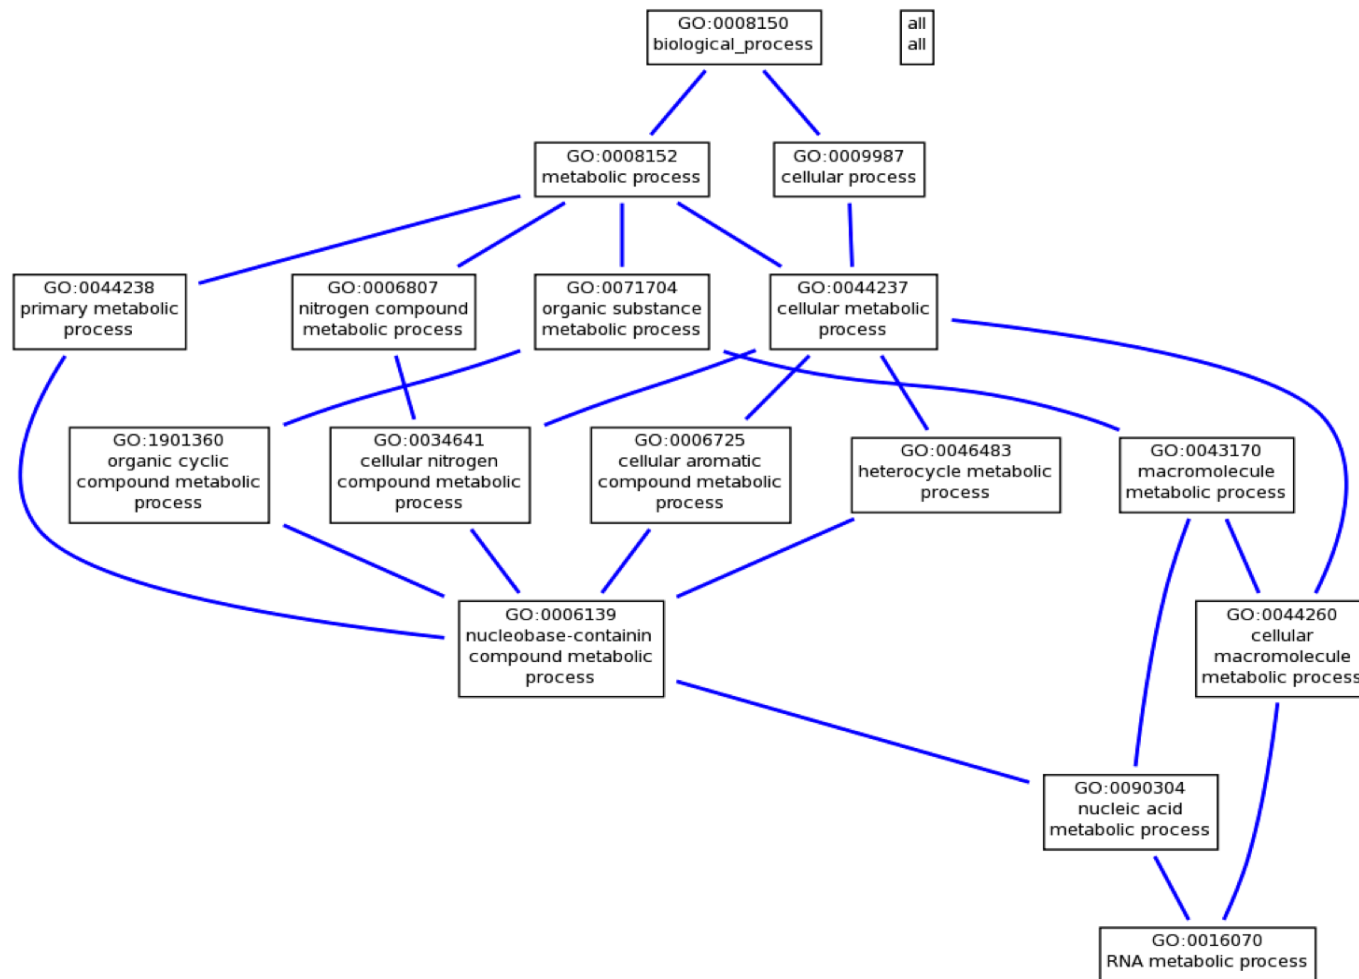 GO:0008150
biological_process
all
all
GO:0008152
metabolic process
GO:0009987
cellular process
GO:0044238
primary metabolic
process
GO:0006807
nitrogen compound
metabolic process
GO:0071704
organic substance
metabolic process
GO:0044237
cellular metabolic
process
GO:1901360
organic cyclic
compound metabolic
process
GO:0034641
cellular nitrogen
compound metabolic
process
GO:0006725
cellular aromatic
compound metabolic
process
GO:0046483
heterocycle metabolic
process
GO:0043170
macromolecule
metabolic process
GO:0006139
nucleobase-containin
compound metabolic
process
GO:0044260
cellular
macromolecule
metabolic process
GO:0090304
nucleic acid
metabolic process
GO:0016070
RNA metabolic process